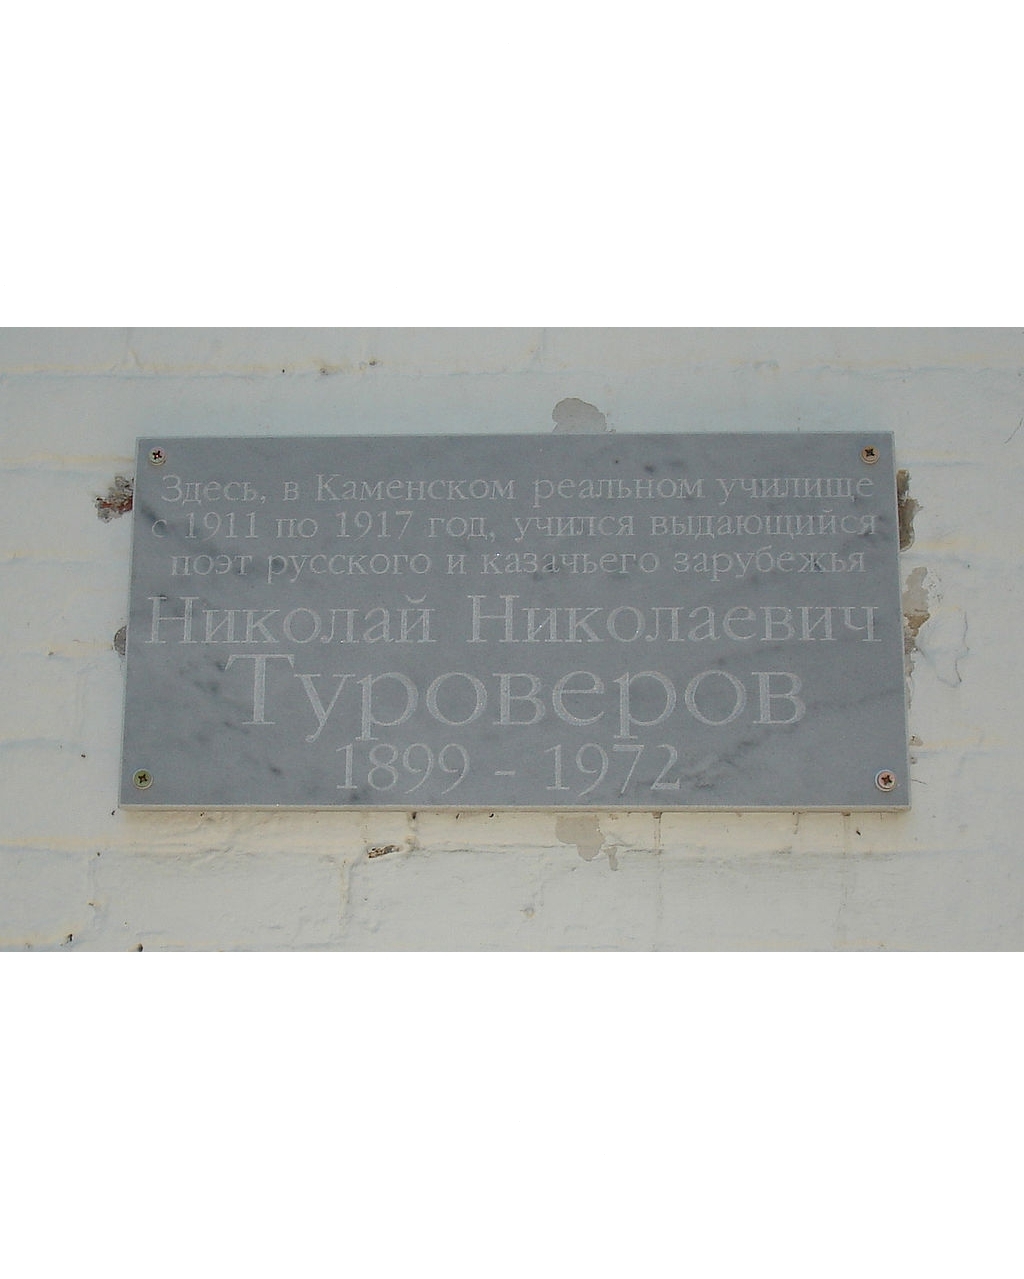 Здесь, в Каменском реальном училище
с 1911 по 1917 год, учился выдающийся
поэт русского и казачьего зарубежья
Николай Николаевич
Туроверов
1899 - 1972